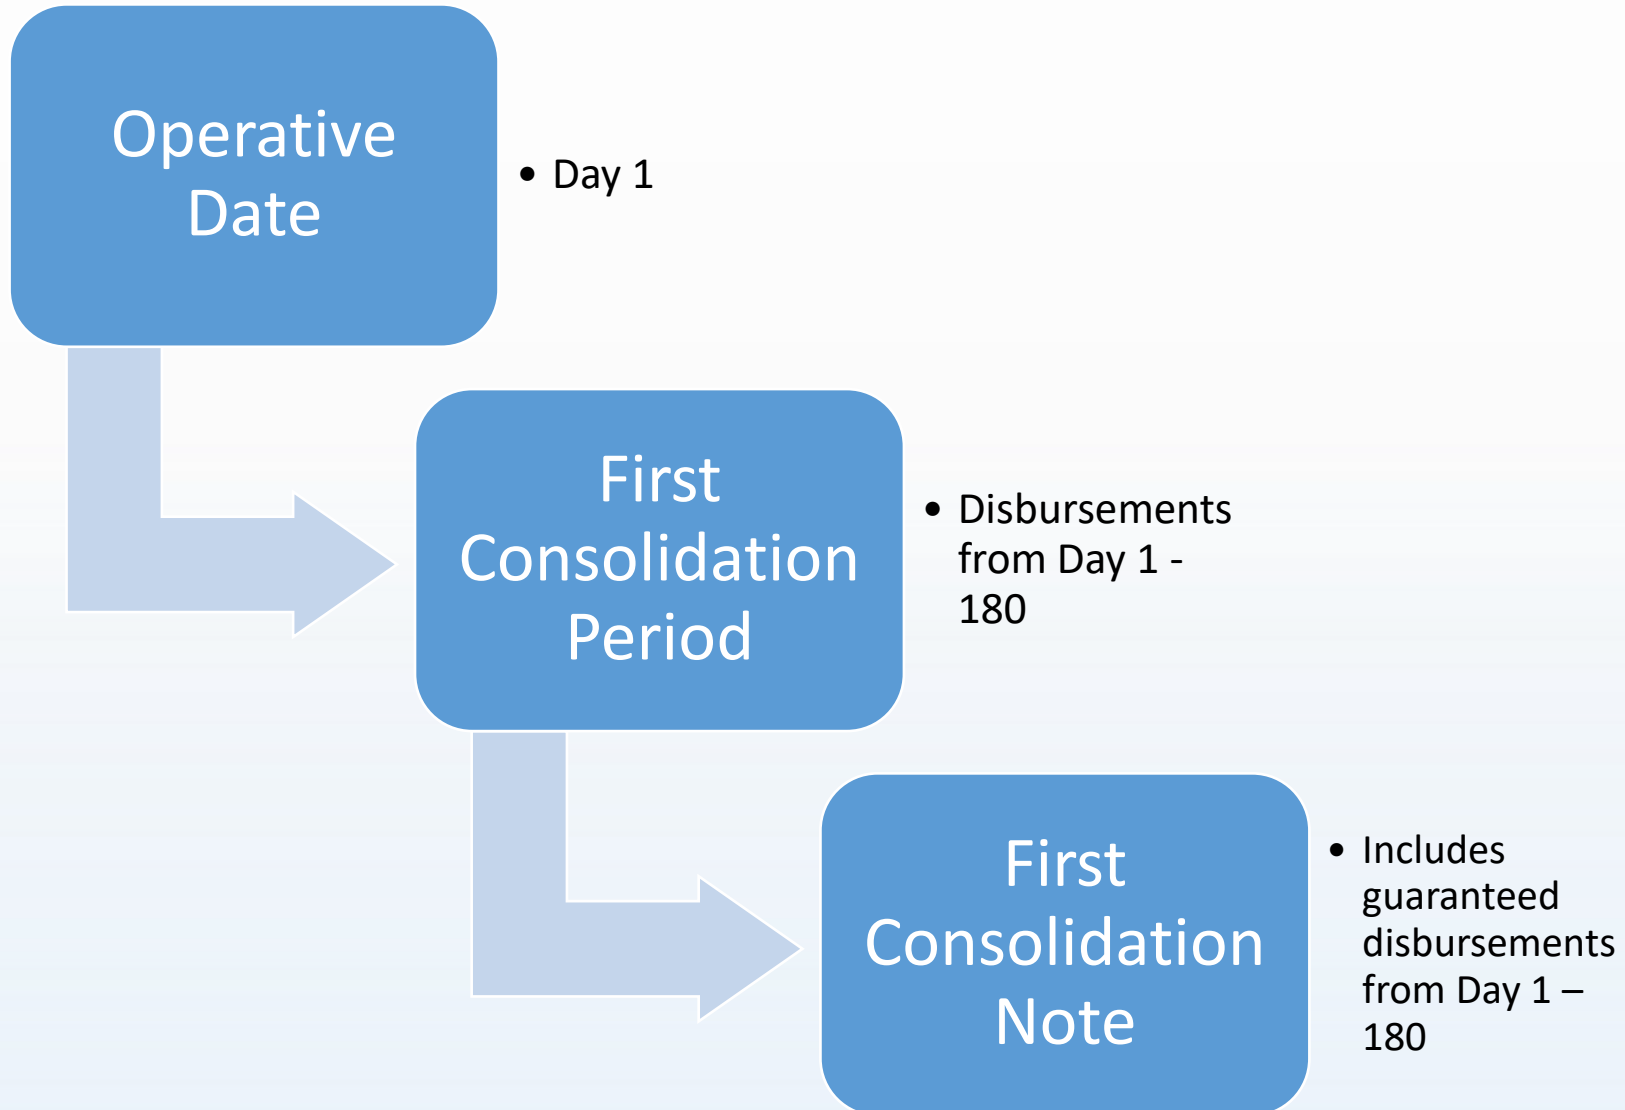 Operative
Date
• Day 1
First
Consolidation
Period
• Disbursements
from Day 1 -
180
First
Consolidation
Note
• Includes
guaranteed
disbursements
from Day 1 –
180